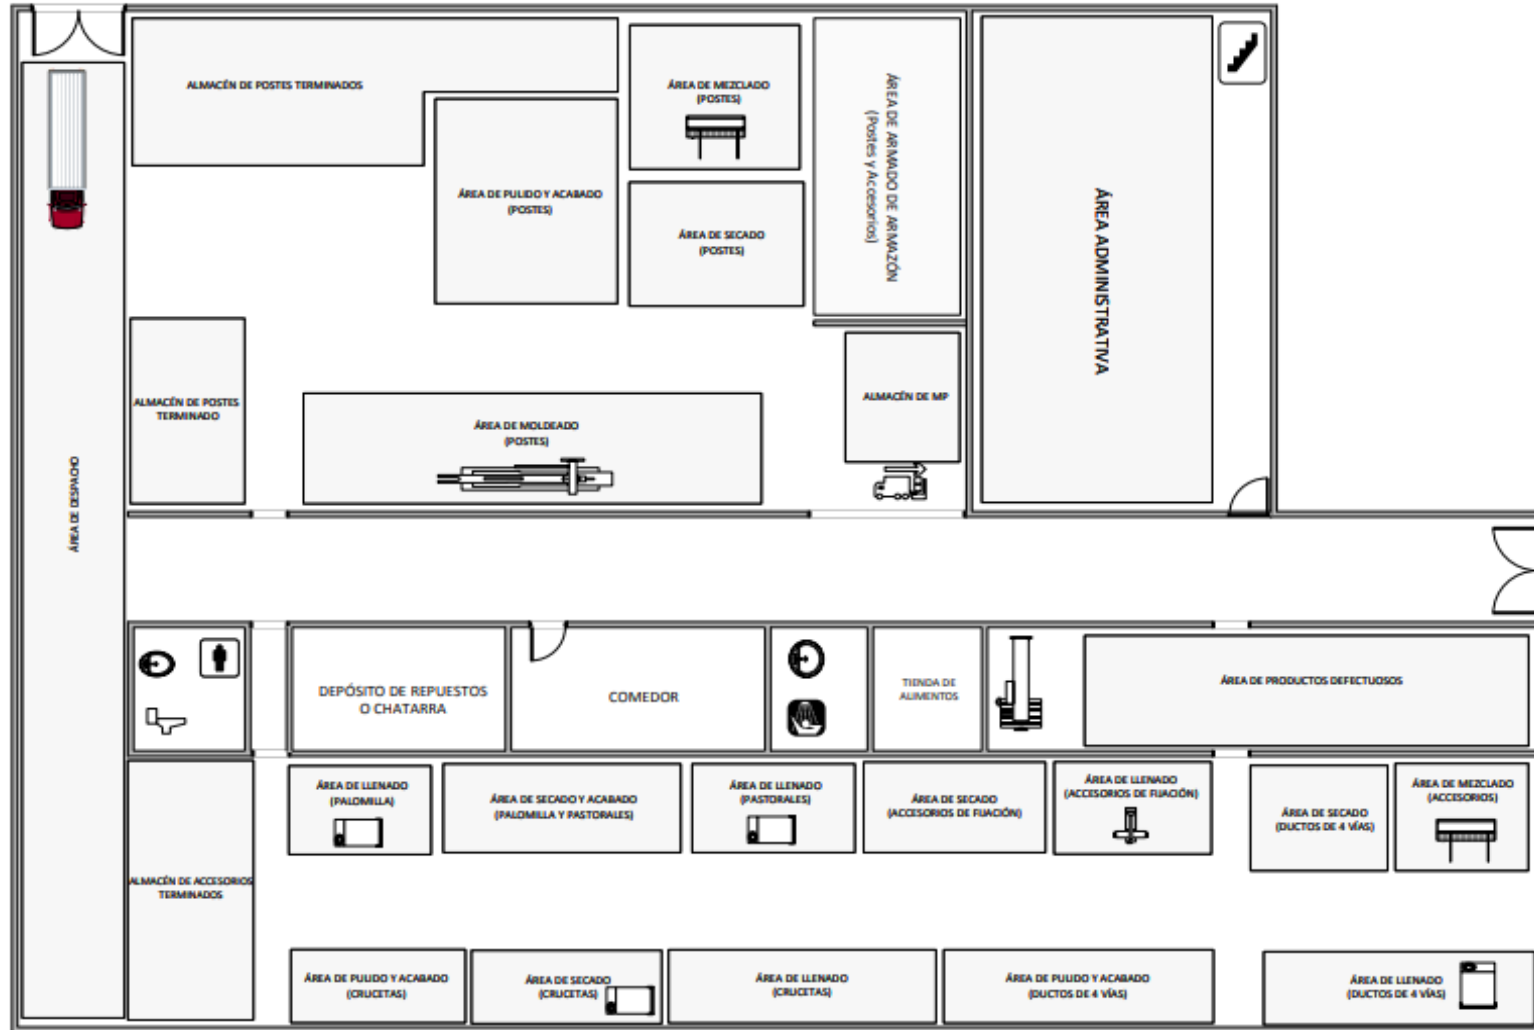 ALMACÉN DE POSTES TERMINADOS
ÁREA DE MEZCLADO
(POSTES)
ÁREA DE ARMADO DE ARMAZÓN
(Postes y Accesorios)
ÁREA DE PULIDO Y ACABADO
(POSTES)
ÁREA DE SECADO
(POSTES)
ÁREA ADMINISTRATIVA
ALMACÉN DE POSTES
TERMINADO
ÁREA DE MOLDEADO
(POSTES)
ALMACÉN DE MP
ÁREA DE DESPACHO
DEPÓSITO DE REPUESTOS
O CHATARRA
COMEDOR
TIENDA DE
ALIMENTOS
ÁREA DE PRODUCTOS DEFECTUOSOS
ÁREA DE LLENADO
(PALOMILLA)
ÁREA DE SECADO Y ACABADO
(PALOMILLA Y PASTORALES)
ÁREA DE LLENADO
(PASTORALES)
ÁREA DE SECADO
(ACCESORIOS DE FIJACIÓN)
ÁREA DE LLENADO
(ACCESORIOS DE FIJACIÓN)
ÁREA DE SECADO
(DUCTOS DE 4 VÍAS)
ÁREA DE MEZCLADO
(ACCESORIOS)
ALMACÉN DE ACCESORIOS
TERMINADOS
ÁREA DE PULIDO Y ACABADO
(CRUCETAS)
ÁREA DE SECADO
(CRUCETAS)
ÁREA DE LLENADO
(CRUCETAS)
ÁREA DE PULIDO Y ACABADO
(DUCTOS DE 4 VÍAS)
ÁREA DE LLENADO
(DUCTOS DE 4 VÍAS)